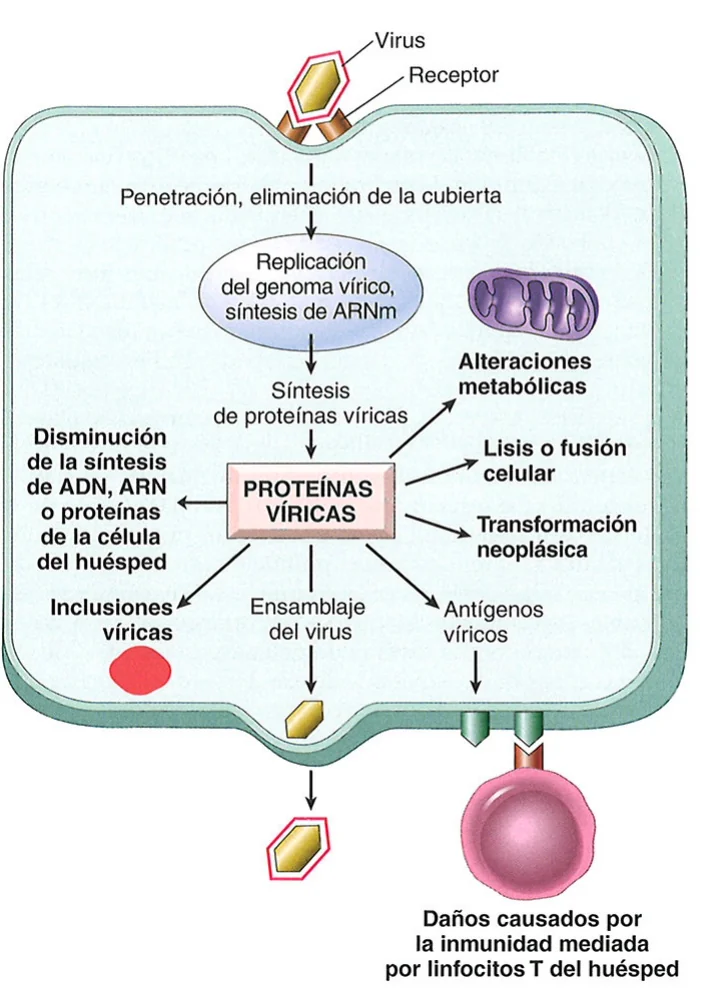 Virus
Receptor
Penetración, eliminación de la cubierta
Replicación
del genoma vírico,
síntesis de ARNm
Alteraciones
metabólicas
Síntesis
de proteínas víricas
Disminución
de la síntesis
de ADN, ARN
o proteínas
de la célula
del huésped
PROTEÍNAS
VÍRICAS
Lisis o fusión
celular
Transformación
neoplásica
Inclusiones
víricas
Ensamblaje
del virus
Antígenos
víricos
Daños causados por
la inmunidad mediada
por linfocitos T del huésped